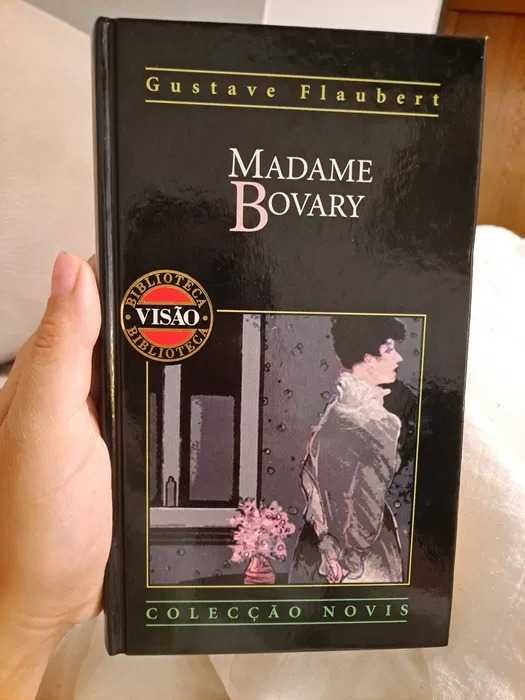 Gustave Flaubert
MADAME
BOVARY
BIBLIOTECA
VISÃO
BIBLIOTECA
COLECÇÃO NOVIS